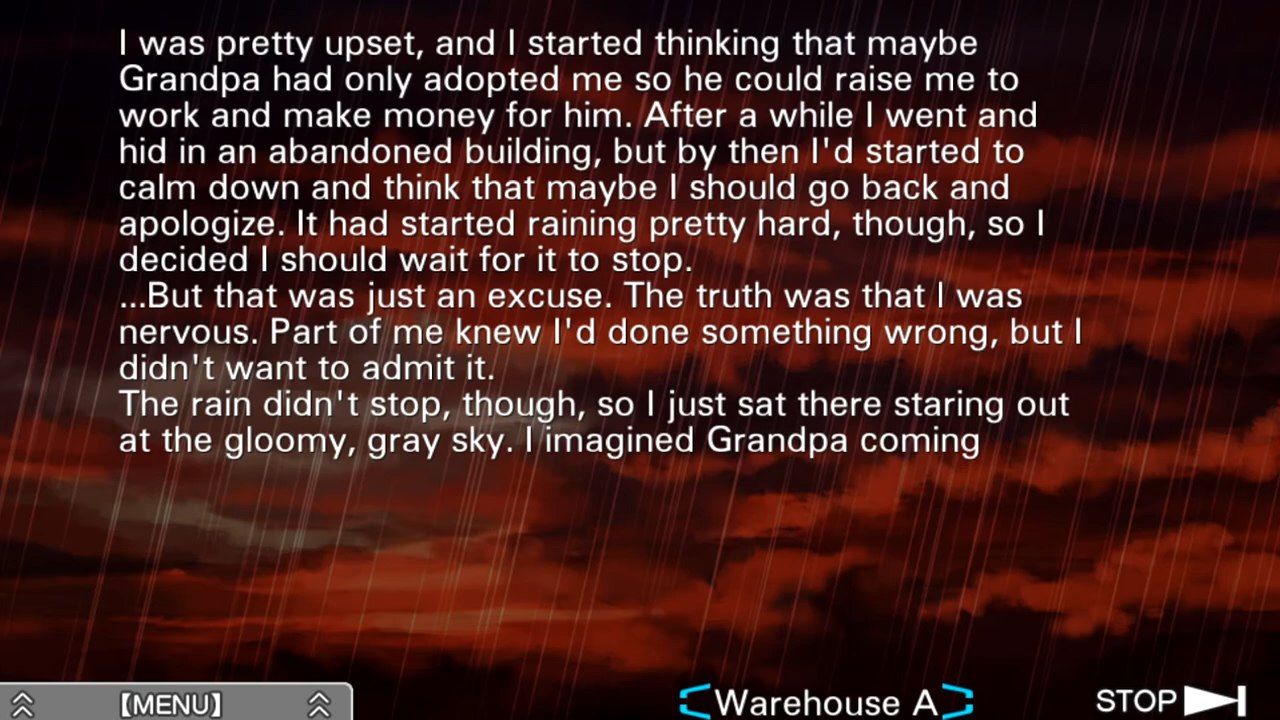 I was pretty upset, and I started thinking that maybe
Grandpa had only adopted me so he could raise me to
work and make money for him. After a while I went and
hid in an abandoned building, but by then I'd started to
calm down and think that maybe I should go back and
apologize. It had started raining pretty hard, though, so I
decided I should wait for it to stop.
...But that was just an excuse. The truth was that I was
nervous. Part of me knew I'd done something wrong, but I
didn't want to admit it.
The rain didn't stop, though, so I just sat there staring out
at the gloomy, gray sky. I imagined Grandpa coming
【MENU】
Warehouse A
STOP